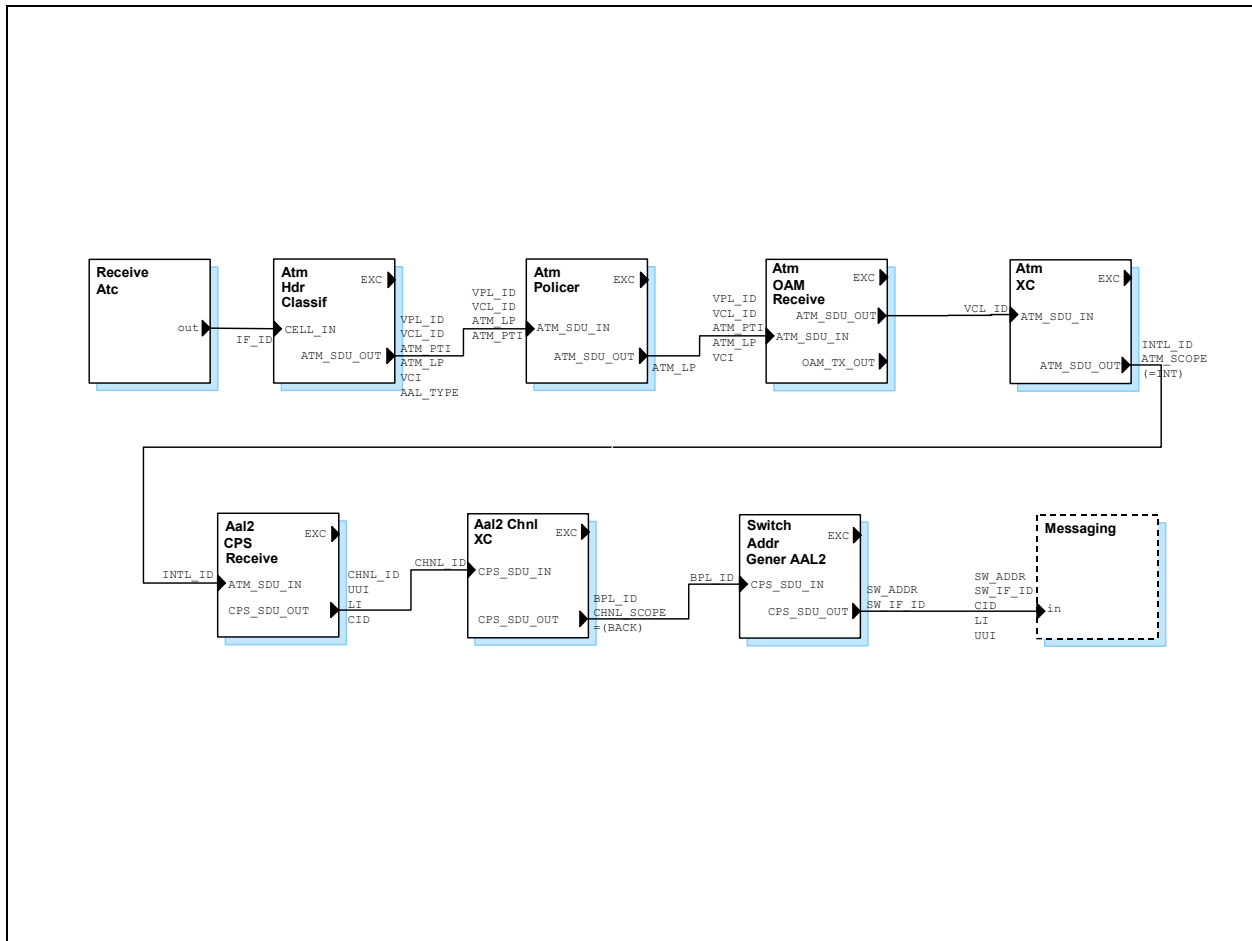 Receive
Atc
out
IF_ID
Atm
Hdr
Classif
EXC
CELL_IN
ATM_SDU_OUT
VPL_ID
VCL_ID
ATM_PTI
ATM_LP
VCI
AAL_TYPE
VPL_ID
VCL_ID
ATM_LP
ATM_PTI
Atm
Policer
EXC
ATM_SDU_IN
ATM_SDU_OUT
ATM_LP
VPL_ID
VCL_ID
ATM_PTI
ATM_LP
VCI
Atm
OAM
Receive
EXC
ATM_SDU_OUT
ATM_SDU_IN
OAM_TX_OUT
VCL_ID
Atm
XC
EXC
ATM_SDU_IN
ATM_SDU_OUT
INTL_ID
ATM_SCOPE
(=INT)
INTL_ID
Aal2
CPS
Receive
EXC
ATM_SDU_IN
CPS_SDU_OUT
CHNL_ID
UUI
LI
CID
CHNL_ID
Aal2 Chnl
XC
EXC
CPS_SDU_IN
CPS_SDU_OUT
BPL_ID
CHNL_SCOPE
=(BACK)
BPL_ID
Switch
Addr
Gener AAL2
EXC
CPS_SDU_IN
CPS_SDU_OUT
SW_ADDR
SW_IF_ID
SW_ADDR
SW_IF_ID
CID
LI
UUI
Messaging
in